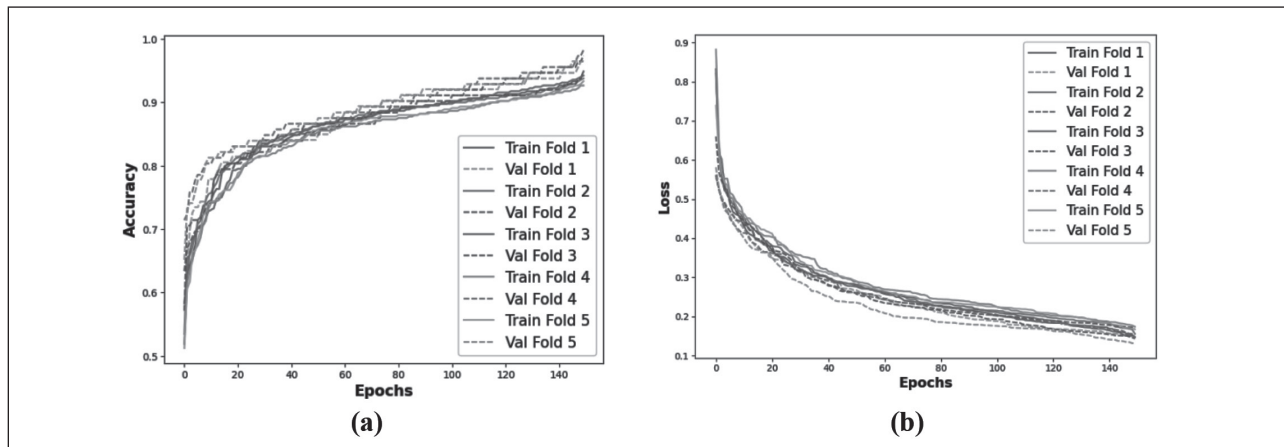 1.0
0.9
0.8
0.7
0.6
0.5
Accuracy
0 20 40 60 80 100 120 140
Epochs
Train Fold 1
Val Fold 1
Train Fold 2
Val Fold 2
Train Fold 3
Val Fold 3
Train Fold 4
Val Fold 4
Train Fold 5
Val Fold 5
(a)
0.9
0.8
0.7
0.6
0.5
0.4
0.3
0.2
0.1
Loss
0 20 40 60 80 100 120 140
Epochs
Train Fold 1
Val Fold 1
Train Fold 2
Val Fold 2
Train Fold 3
Val Fold 3
Train Fold 4
Val Fold 4
Train Fold 5
Val Fold 5
(b)